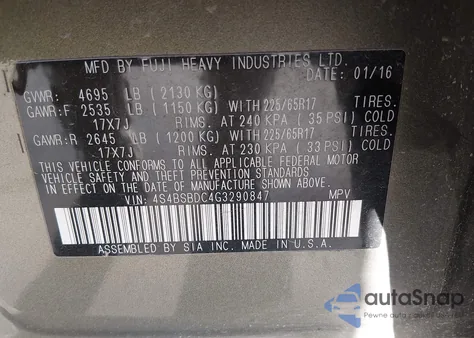 MFD BY FUJI HEAVY INDUSTRIES LTD.
DATE: 01/16
GVWR: 4695 LB (2130 KG)
GAWR:F 2535 LB (1150 KG) WITH 225/65R17 TIRES.
17X7J RIMS. AT 240 KPA (35 PSI) COLD
GAWR:R 2645 LB (1200 KG) WITH 225/65R17 TIRES.
17X7J RIMS. AT 230 KPA (33 PSI) COLD
THIS VEHICLE CONFORMS TO ALL APPLICABLE FEDERAL MOTOR
VEHICLE SAFETY AND THEFT PREVENTION STANDARDS IN
EFFECT ON THE DATE OF MANUFACTURE SHOWN ABOVE.
VIN: 4S4BSBDC4G3290847 MPV
ASSEMBLED BY SIA INC. MADE IN U.S.A.
autoSnap
Pewne auto całkiem